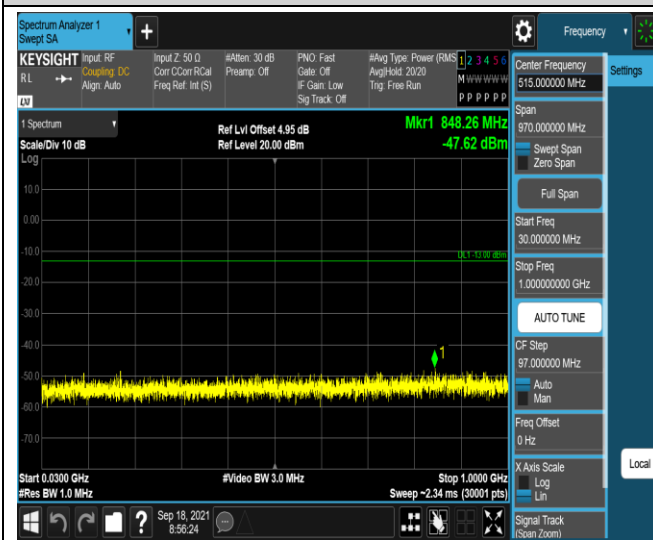 Spectrum Analyzer 1
Swept SA
Frequency
KEYSIGHT
Input: RF
Coupling: DC
Align: Auto
Input Z: 50 Ω
Corr CCorr RCal
Freq Ref: Int (S)
#Atten: 30 dB
Preamp: Off
PNO: Fast
Gate: Off
IF Gain: Low
Sig Track: Off
#Avg Type: Power (RMS
Avg|Hold: 20/20
Trig: Free Run
1 2 3 4 5 6
M W W W W W
P P P P P P
R L
LXI
1 Spectrum
Scale/Div 10 dB
Log
Ref Lvl Offset 4.95 dB
Ref Level 20.00 dBm
Mkr1 848.26 MHz
-47.62 dBm
10.0
0.00
-10.0
DL1 -13.00 dBm
-20.0
-30.0
-40.0
1
-50.0
-60.0
-70.0
Start 0.0300 GHz
#Res BW 1.0 MHz
#Video BW 3.0 MHz
Stop 1.0000 GHz
Sweep ~2.34 ms (30001 pts)
Sep 18, 2021
8:56:24
Center Frequency
515.000000 MHz
Settings
Span
970.000000 MHz
Swept Span
Zero Span
Full Span
Start Freq
30.000000 MHz
Stop Freq
1.000000000 GHz
AUTO TUNE
CF Step
97.000000 MHz
Auto
Man
Freq Offset
0 Hz
X Axis Scale
Log
Lin
Local
Signal Track
(Span Zoom)